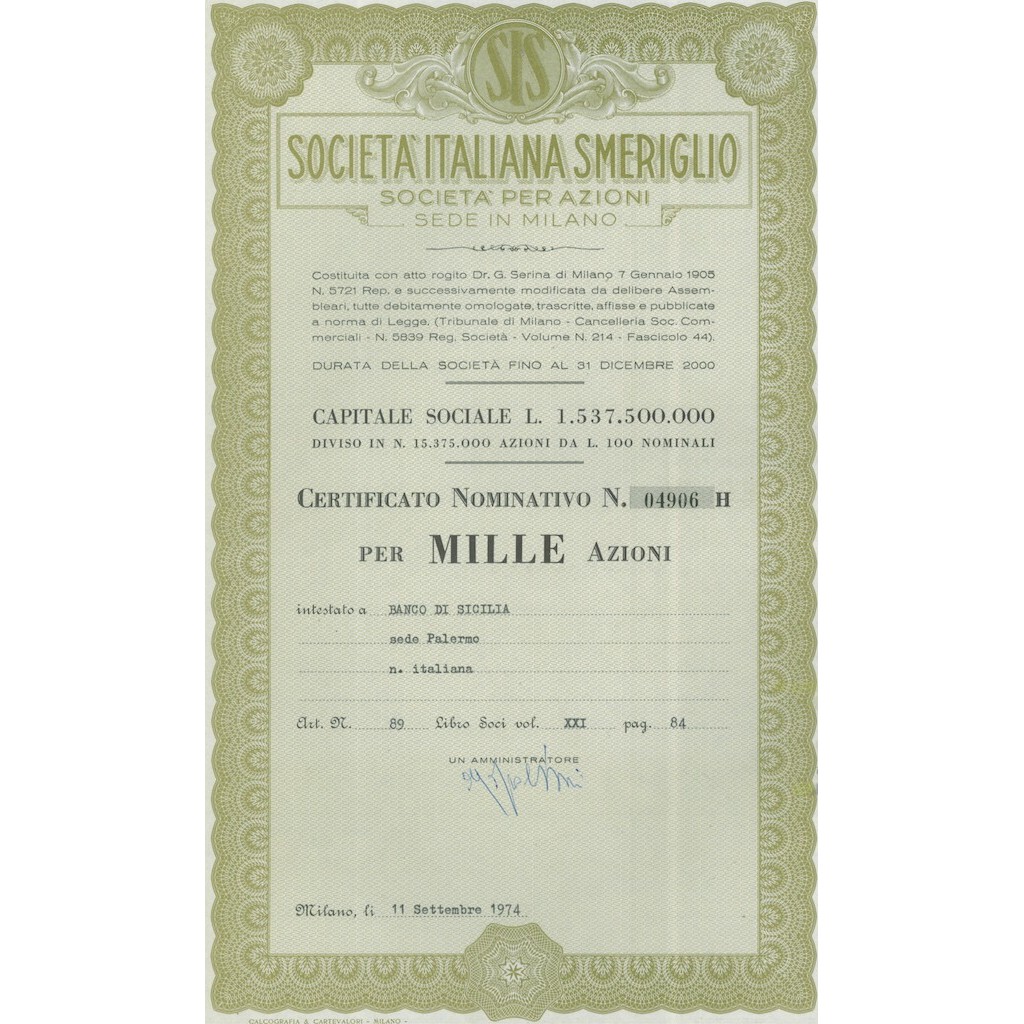 SIS
SOCIETA' ITALIANA SMERIGLIO
SOCIETA' PER AZIONI
SEDE IN MILANO
Costituita con atto rogito Dr. G. Serina di Milano 7 Gennaio 1905
N. 5721 Rep. e successivamente modificata da delibere Assem-
bleari, tutte debitamente omologate, trascritte, affisse e pubblicate
a norma di Legge. (Tribunale di Milano - Cancelleria Soc. Com-
merciali - N. 5839 Reg. Società - Volume N. 214 - Fascicolo 44).
DURATA DELLA SOCIETÀ FINO AL 31 DICEMBRE 2000
CAPITALE SOCIALE L. 1.537.500.000
DIVISO IN N. 15.375.000 AZIONI DA L. 100 NOMINALI
CERTIFICATO NOMINATIVO N. 04906 H
PER MILLE AZIONI
intestato a BANCO DI SICILIA
sede Palermo
n. italiana
Art. N. 89 Libro Soci vol. XXI pag. 84
UN AMMINISTRATORE
Milano, li 11 Settembre 1974
CALCOGRAFIA & CARTEVALORI - MILANO -